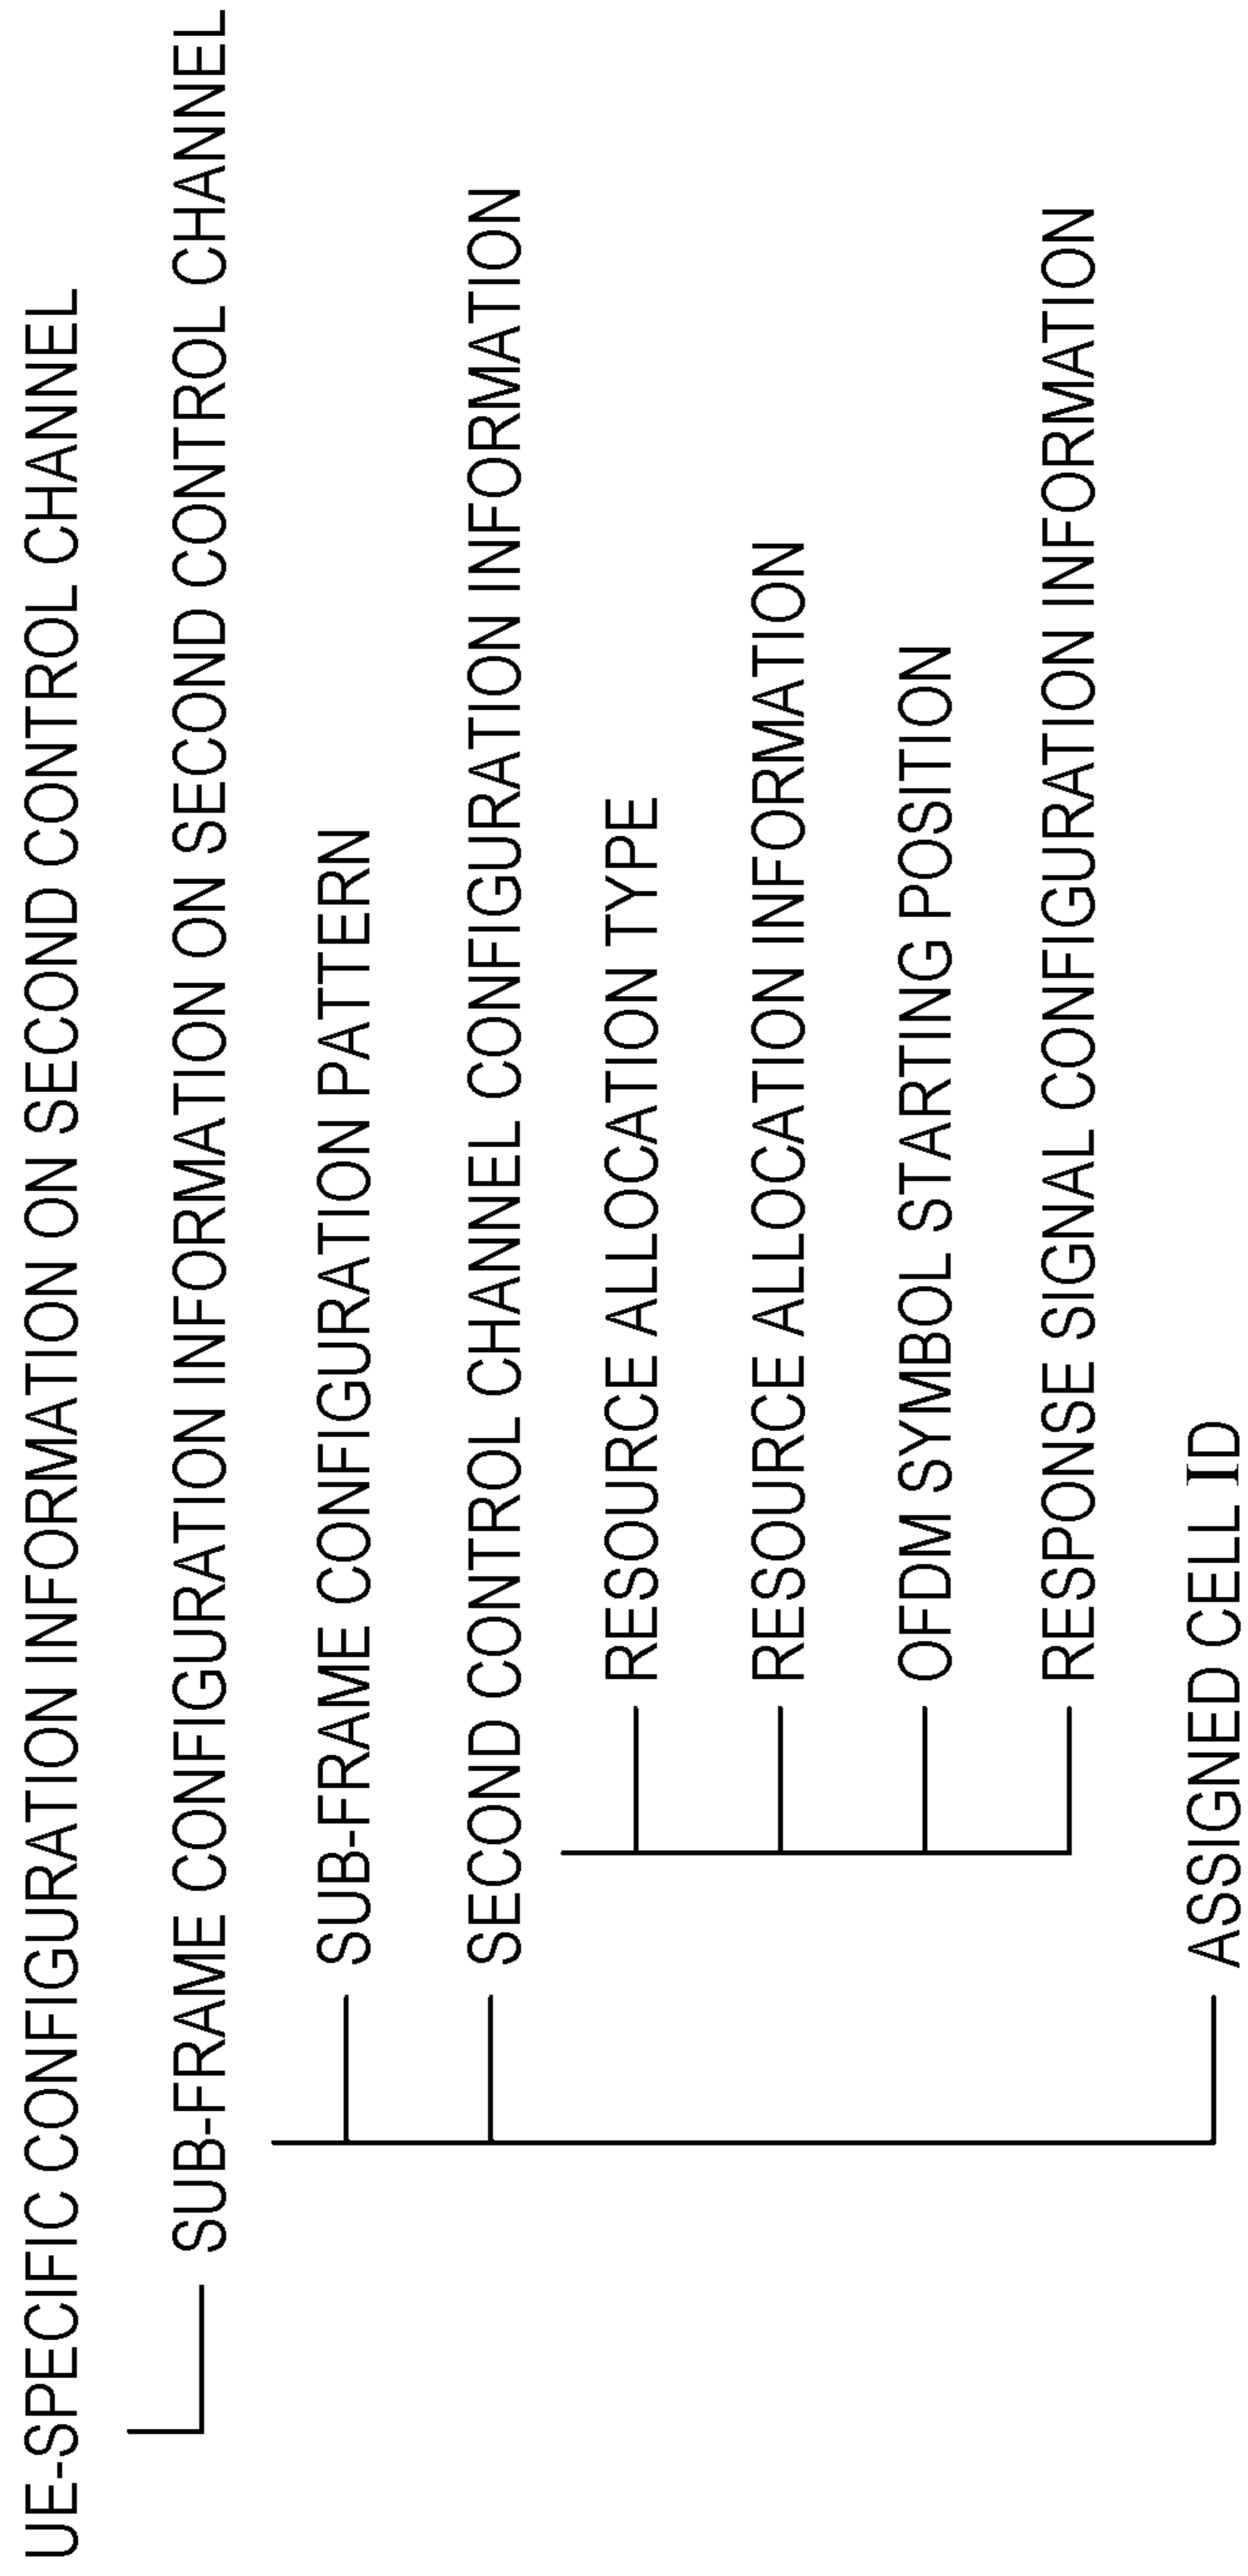 UE-SPECIFIC CONFIGURATION INFORMATION ON SECOND CONTROL CHANNEL
SUB-FRAME CONFIGURATION INFORMATION ON SECOND CONTROL CHANNEL
SUB-FRAME CONFIGURATION PATTERN
SECOND CONTROL CHANNEL CONFIGURATION INFORMATION
RESOURCE ALLOCATION TYPE
RESOURCE ALLOCATION INFORMATION
OFDM SYMBOL STARTING POSITION
RESPONSE SIGNAL CONFIGURATION INFORMATION
ASSIGNED CELL ID